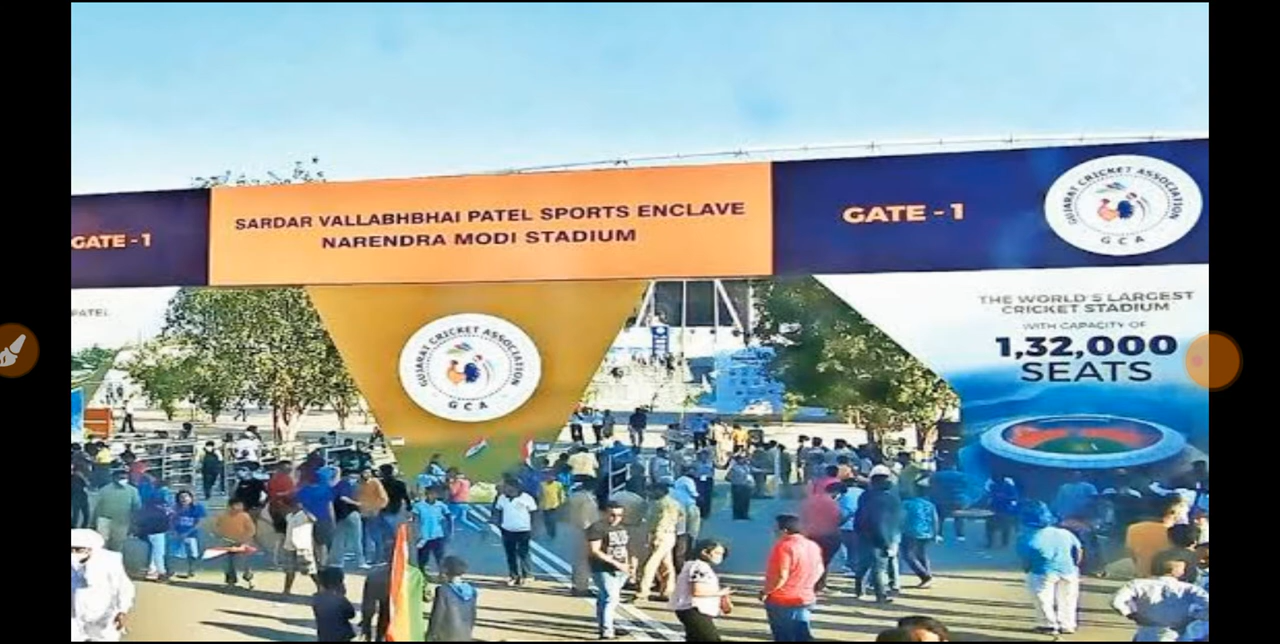 GATE - 1
SARDAR VALLABHBHAI PATEL SPORTS ENCLAVE
NARENDRA MODI STADIUM
GATE - 1
GUJARAT CRICKET ASSOCIATION
GCA
PATEL
GUJARAT CRICKET ASSOCIATION
GCA
THE WORLD'S LARGEST
CRICKET STADIUM
WITH CAPACITY OF
1,32,000
SEATS